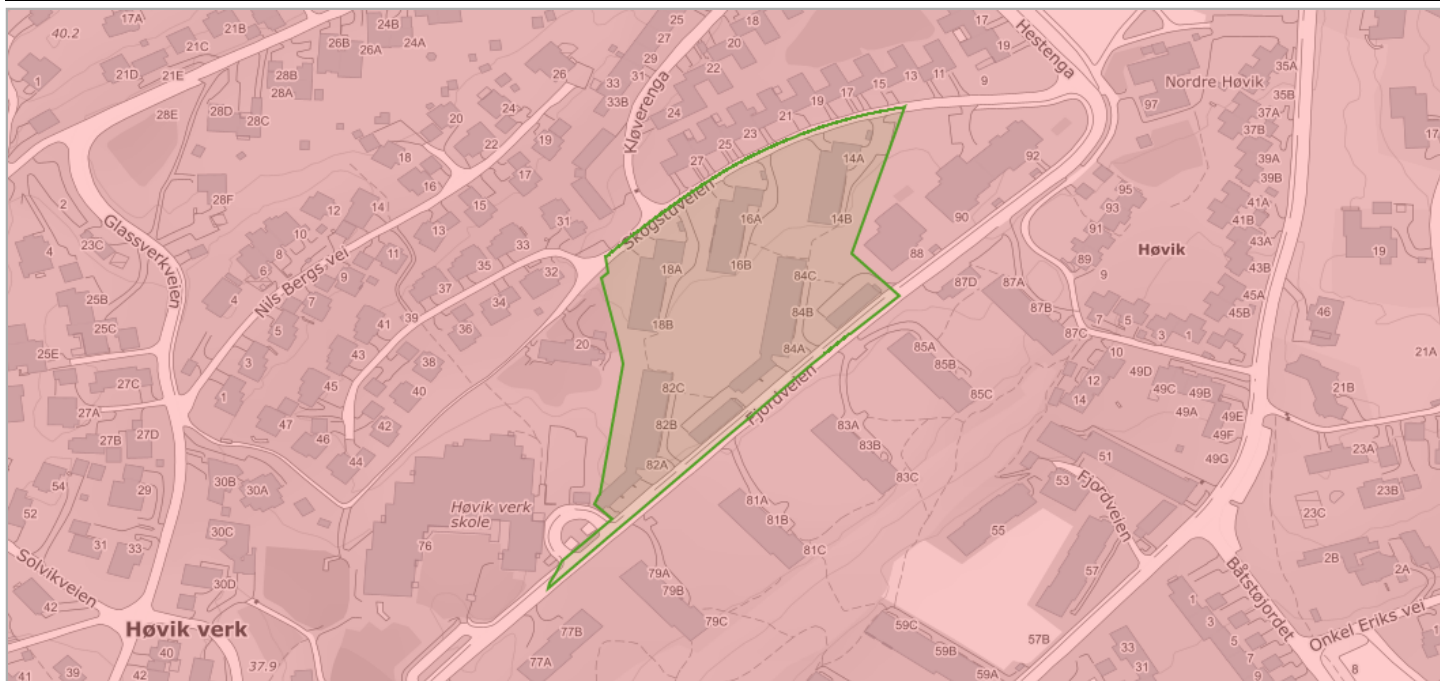 17A
40.2
1
21D
21E
21C
21B
24B
24A
26B
26A
28B
28A
28E
28D
28C
28F
26
24
20
22
19
18
16
17
15
14
12
10
8
6
4
13
11
9
7
5
3
1
Nils Bergs vei
Glassverkveien
2
4
23C
25B
25C
25E
27C
27A
27B
27D
25
27
29
31
33
33B
Kløverenga
18
20
22
24
17
19
Hestenga
9
11
13
15
17
19
21
23
25
27
Skogstuveien
31
33
35
37
39
41
43
45
47
46
44
42
40
38
36
34
32
20
14A
14B
16A
16B
18A
18B
84C
84B
84A
82C
82B
82A
Fjordveien
92
90
88
97
Nordre Høvik
Høvik
35A
35B
37A
37B
39A
39B
41A
41B
43A
43B
45A
45B
95
93
91
89
9
7
5
3
1
87D
87A
87B
87C
85A
85B
85C
83A
83B
83C
81A
81B
81C
79A
79B
79C
77B
77A
10
12
14
49D
49C
49B
49A
49E
49F
49G
51
53
55
57
57B
Fjordveien
59C
59B
59A
33
31
17
19
46
21A
21B
23A
23B
23C
2B
2A
Båtstøjordet
Onkel Eriks vei
1
3
5
7
9
8
1
Høvik verk
skole
76
30B
30A
30C
30D
29
54
52
31
33
42
Solvikveien
Høvik verk
40
42
41
39
37.9